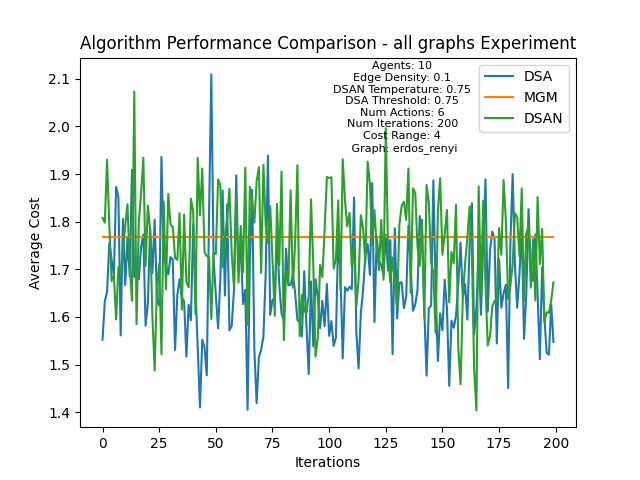 Algorithm Performance Comparison - all graphs Experiment
Agents: 10
Edge Density: 0.1
DSAN Temperature: 0.75
DSA Threshold: 0.75
Num Actions: 6
Num Iterations: 200
Cost Range: 4
Graph: erdos_renyi
DSA
MGM
DSAN
Average Cost
2.1
2.0
1.9
1.8
1.7
1.6
1.5
1.4
0 25 50 75 100 125 150 175 200
Iterations